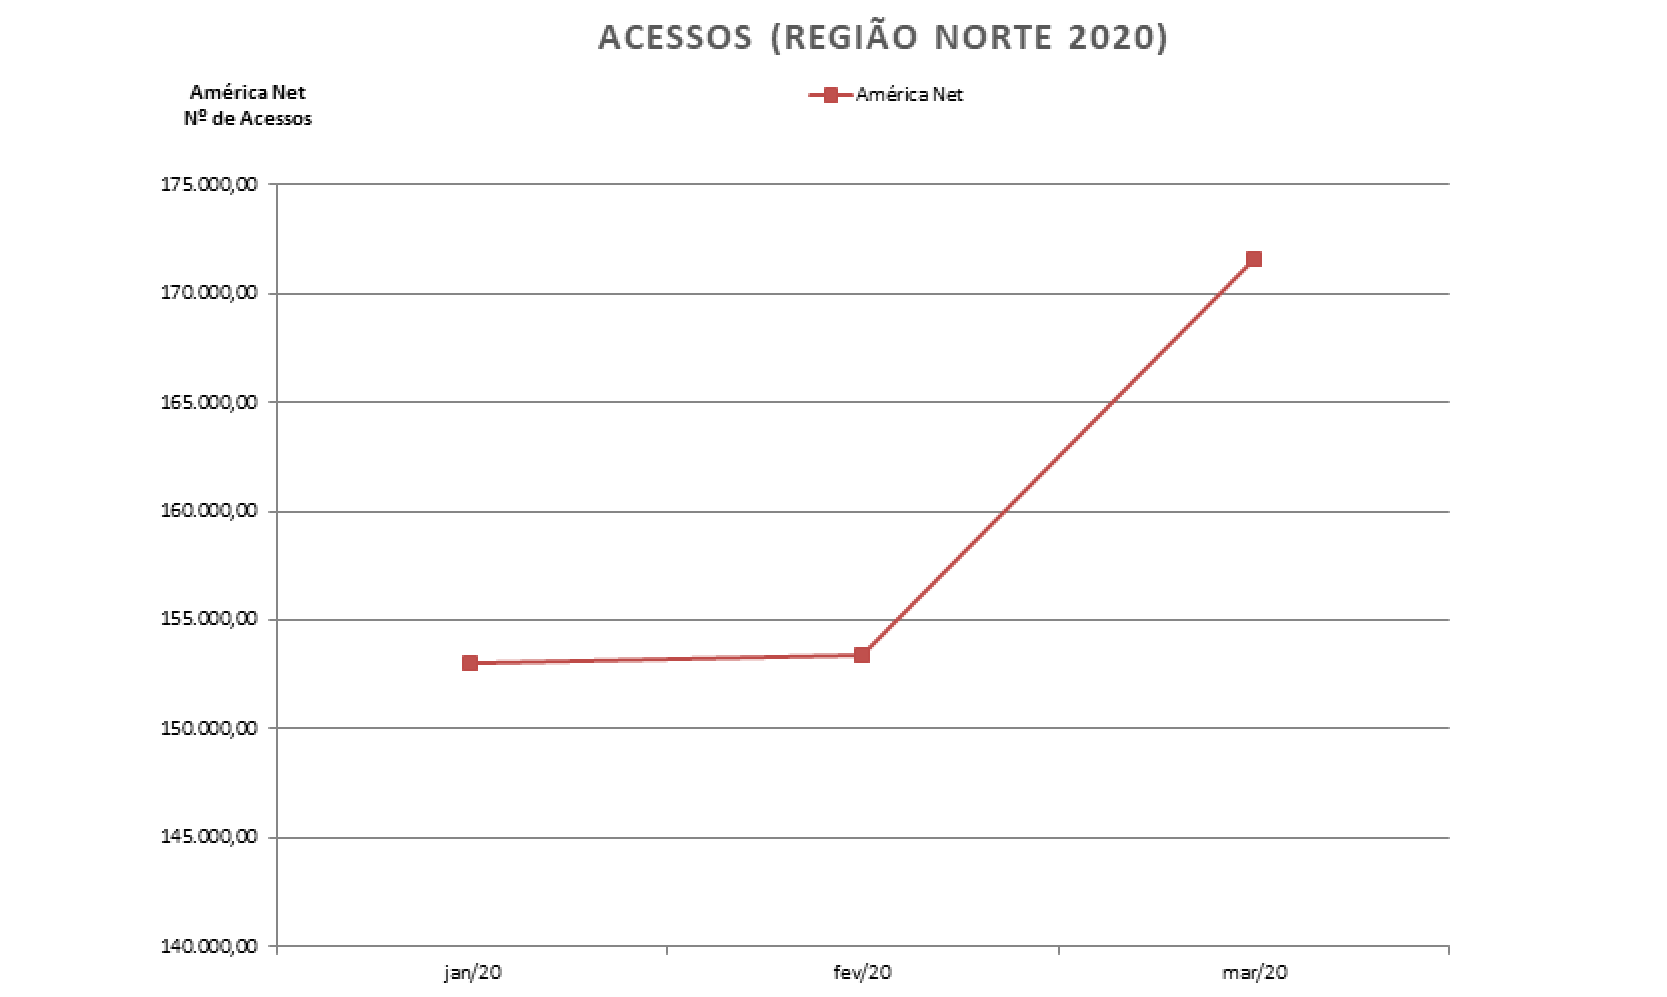 ACESSOS (REGIÃO NORTE 2020)
América Net
Nº de Acessos
América Net
175.000,00
170.000,00
165.000,00
160.000,00
155.000,00
150.000,00
145.000,00
140.000,00
jan/20 fev/20 mar/20